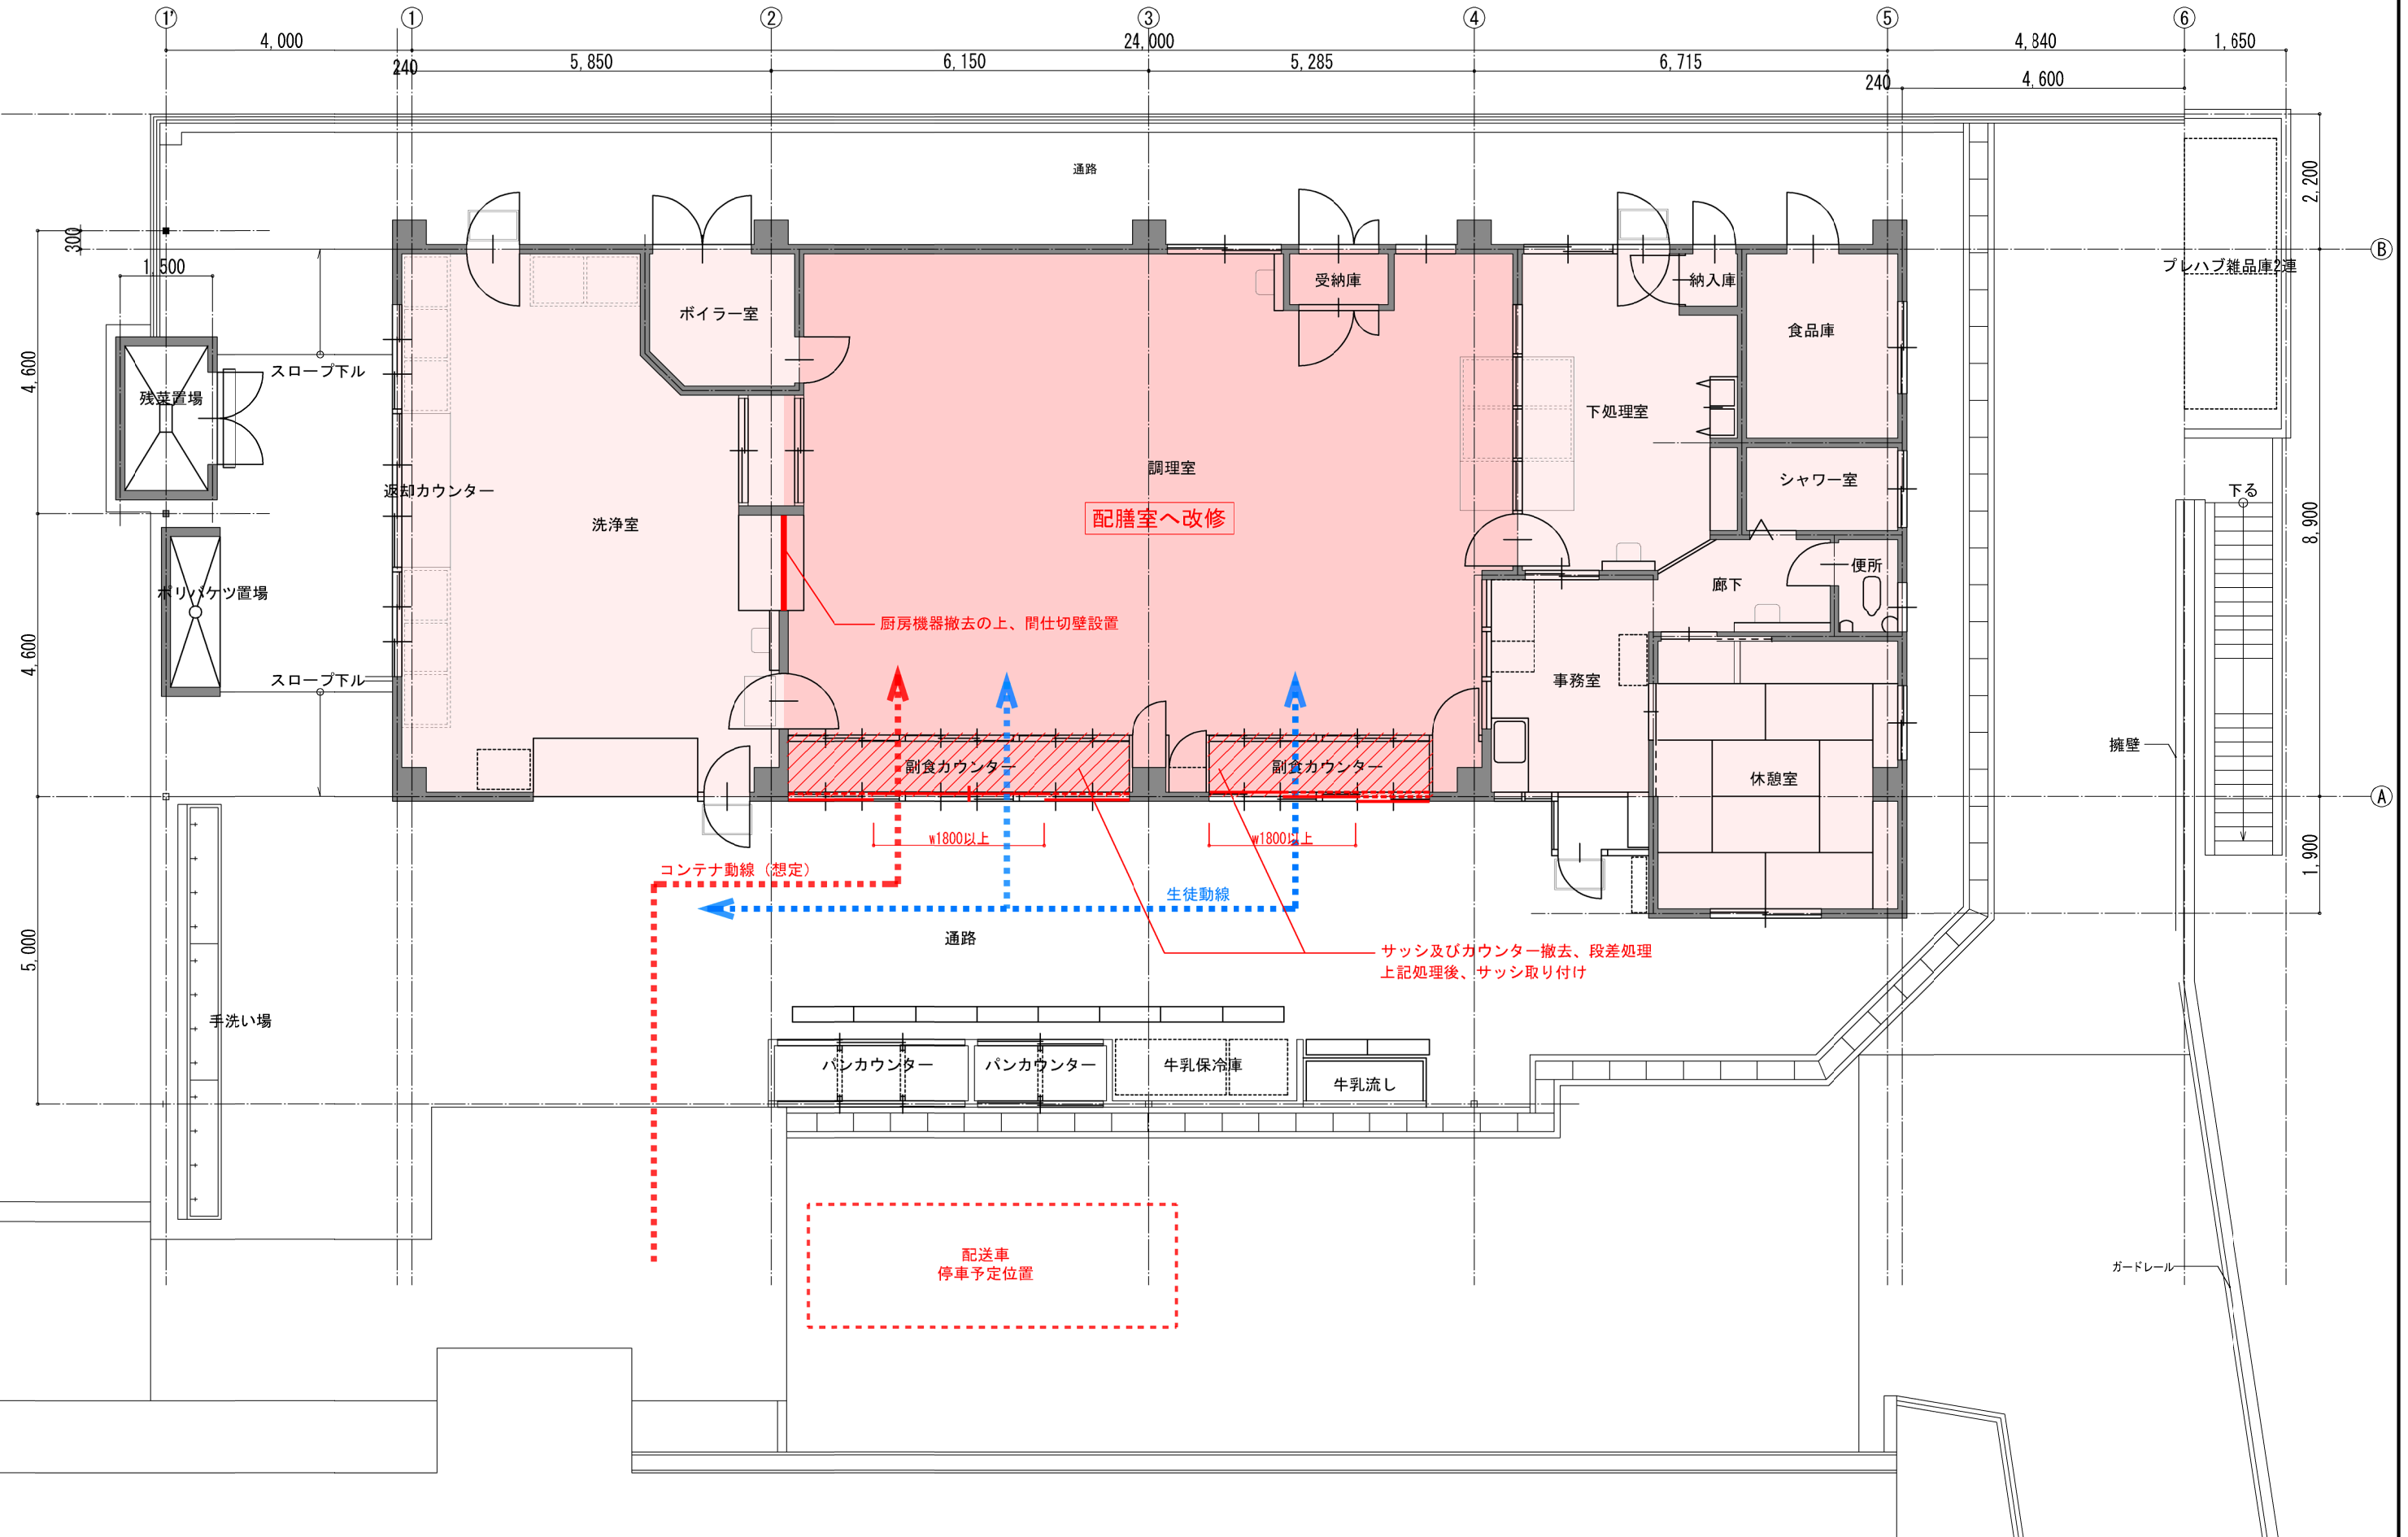 1' 1 2 3 4 5 6
4,000 24,000 4,840 1,650
240 5,850 6,150 5,285 6,715
240 4,600
通路
2,200
300
B
1,500
プレハブ雑品庫2連
受納庫
納入庫
ボイラー室
食品庫
4,600
スロープ下ル
残菜置場
下処理室
調理室
シャワー室
返却カウンター
下る
配膳室へ改修
洗浄室
8,900
便所
廊下
ポリバケツ置場
厨房機器撤去の上、間仕切壁設置
4,600
スロープ下ル
事務室
擁壁
副食カウンター
副食カウンター
休憩室
A
w1800以上
w1800以上
1,900
コンテナ動線（想定）
生徒動線
通路
5,000
サッシ及びカウンター撤去、段差処理
上記処理後、サッシ取り付け
手洗い場
パンカウンター
パンカウンター
牛乳保冷庫
牛乳流し
配送車
停車予定位置
ガードレール